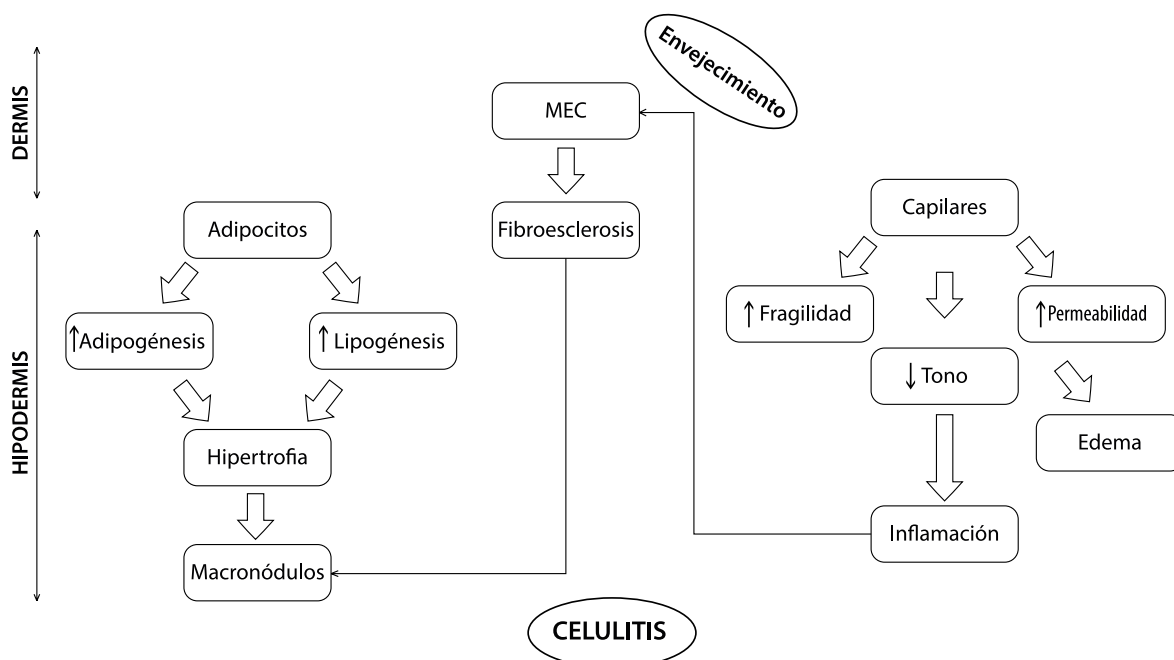 Envejecimiento
DERMIS
MEC
Capilares
Adipocitos
Fibroesclerosis
↑ Fragilidad
↑ Permeabilidad
↑ Adipogénesis
↑ Lipogénesis
↓ Tono
HIPODERMIS
Hipertrofia
Edema
Inflamación
Macronódulos
CELULITIS